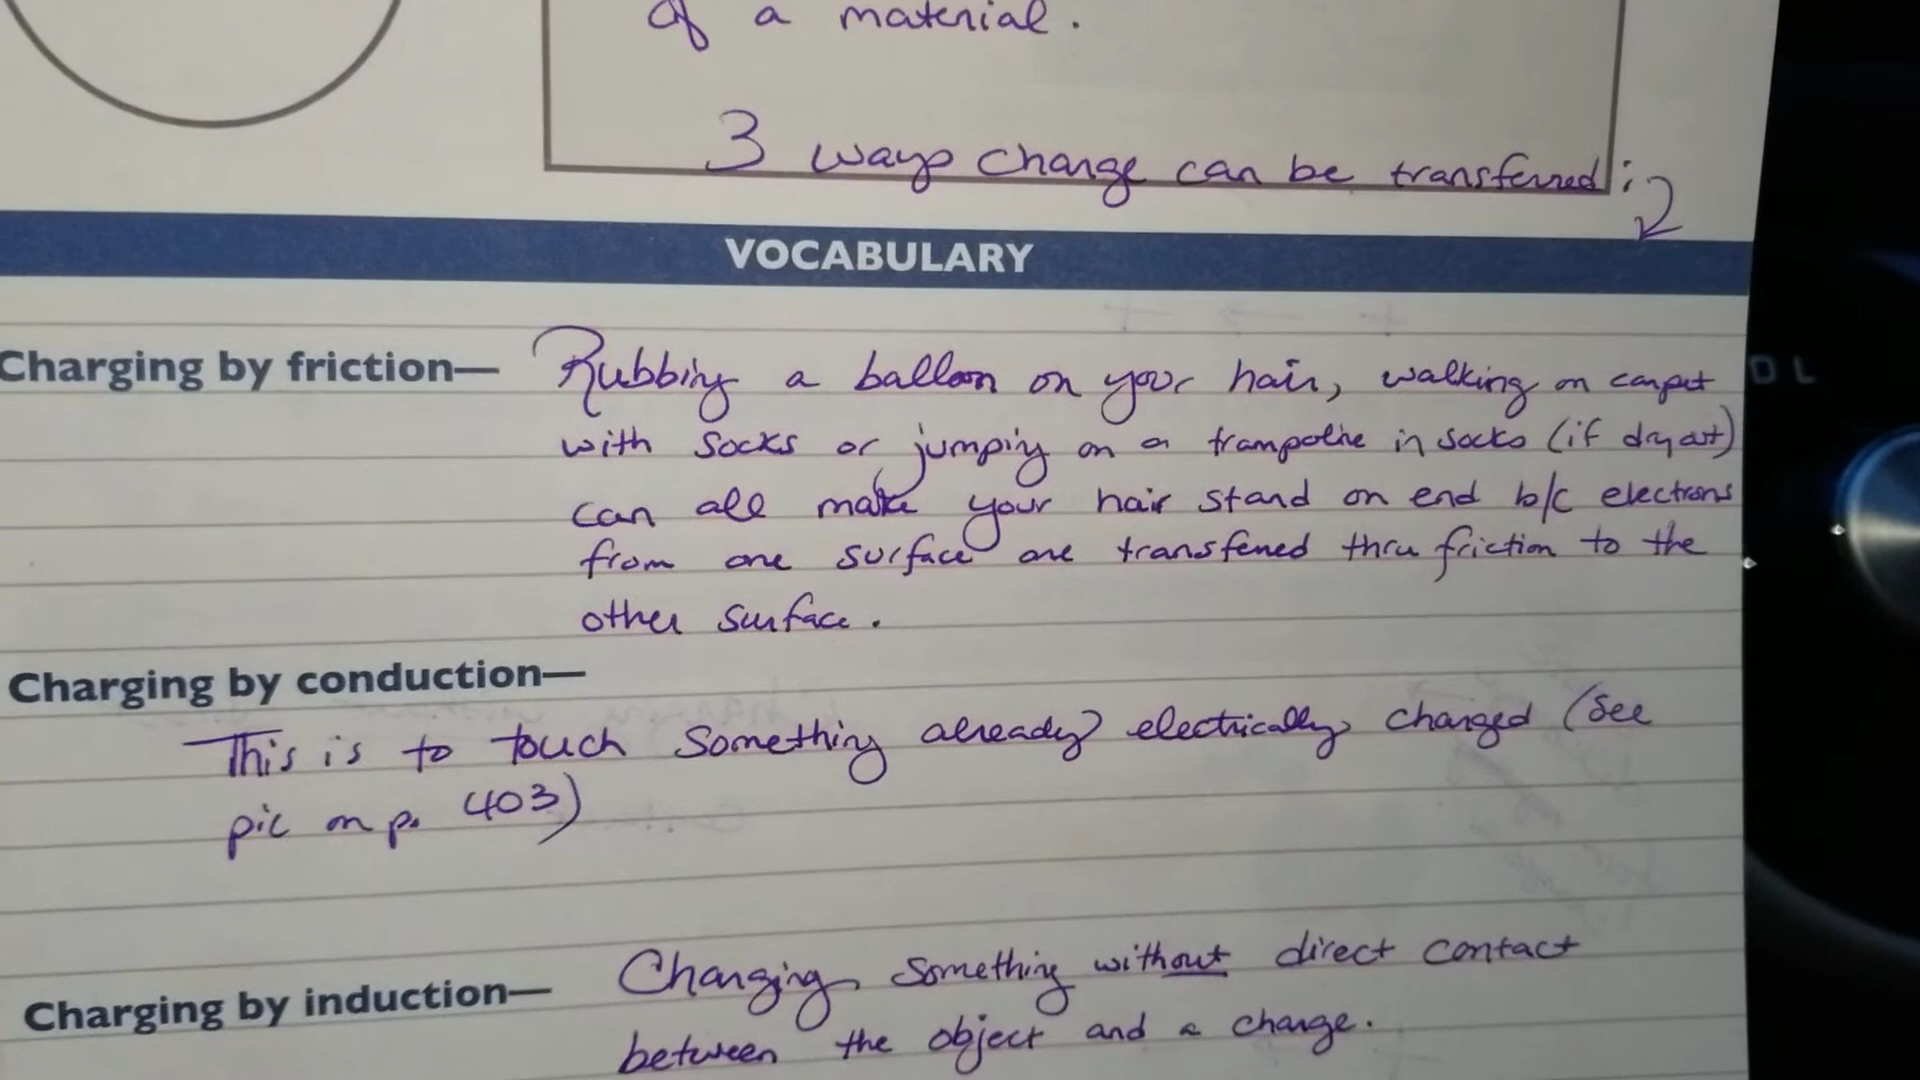 of a material.
3 ways charge can be transferred:
VOCABULARY
Charging by friction— Rubbing a balloon on your hair, walking on carpet
with socks or jumping on a trampoline in socks (if dry out)
can all make your hair stand on end b/c electrons
from one surface are transferred thru friction to the
other surface.
Charging by conduction—
This is to touch something already electrically charged (see
pic on p. 403)
Charging by induction— Charging something without direct contact
between the object and a charge.
DL